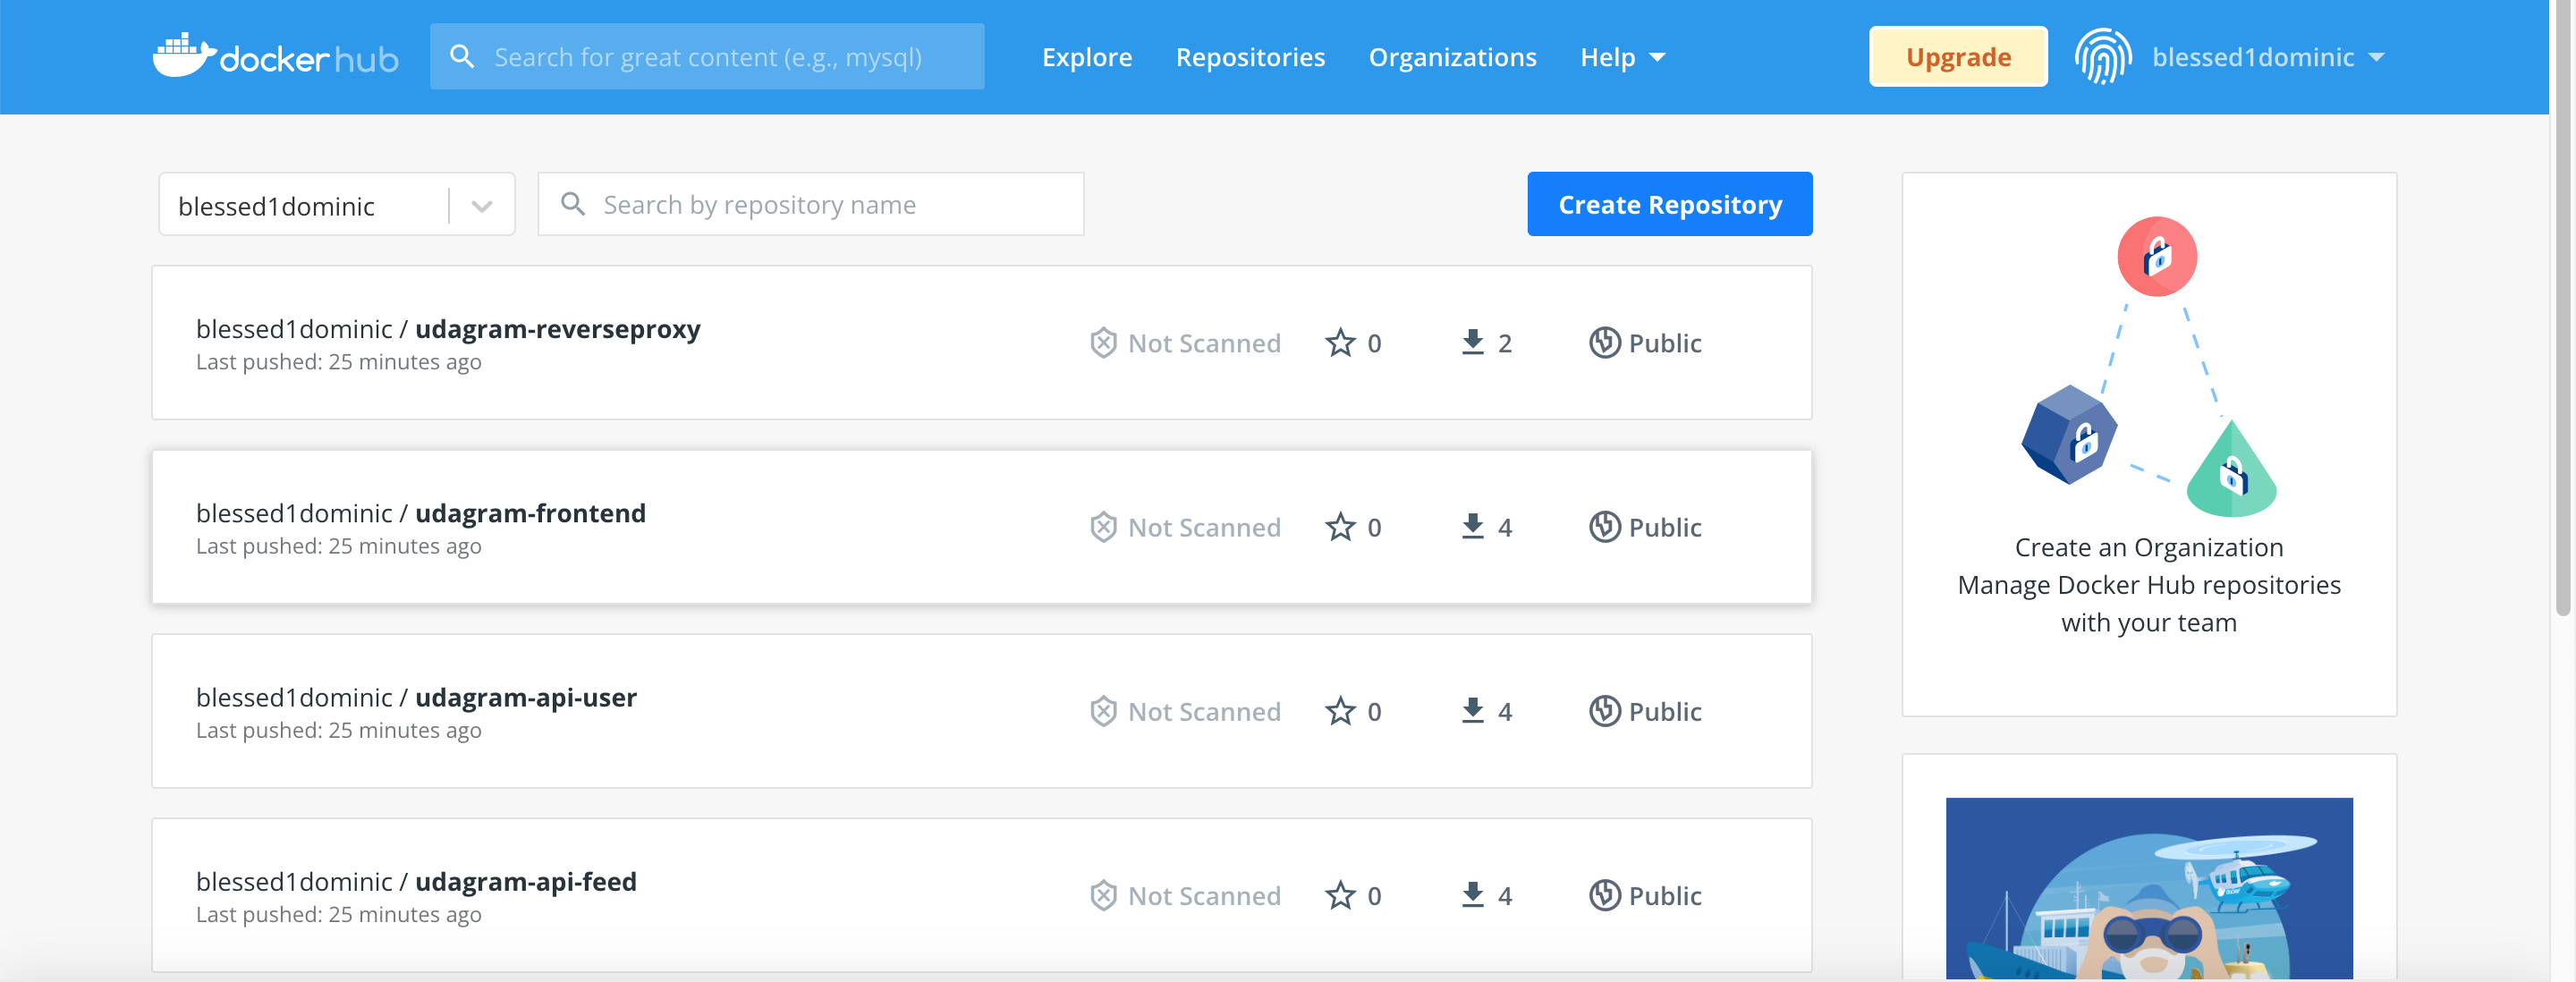 docker hub
Search for great content (e.g., mysql)
Explore
Repositories
Organizations
Help
Upgrade
blessed1dominic
blessed1dominic
Search by repository name
Create Repository
blessed1dominic / udagram-reverseproxy
Last pushed: 25 minutes ago
Not Scanned
0
2
Public
blessed1dominic / udagram-frontend
Last pushed: 25 minutes ago
Not Scanned
0
4
Public
blessed1dominic / udagram-api-user
Last pushed: 25 minutes ago
Not Scanned
0
4
Public
blessed1dominic / udagram-api-feed
Last pushed: 25 minutes ago
Not Scanned
0
4
Public
Create an Organization
Manage Docker Hub repositories
with your team